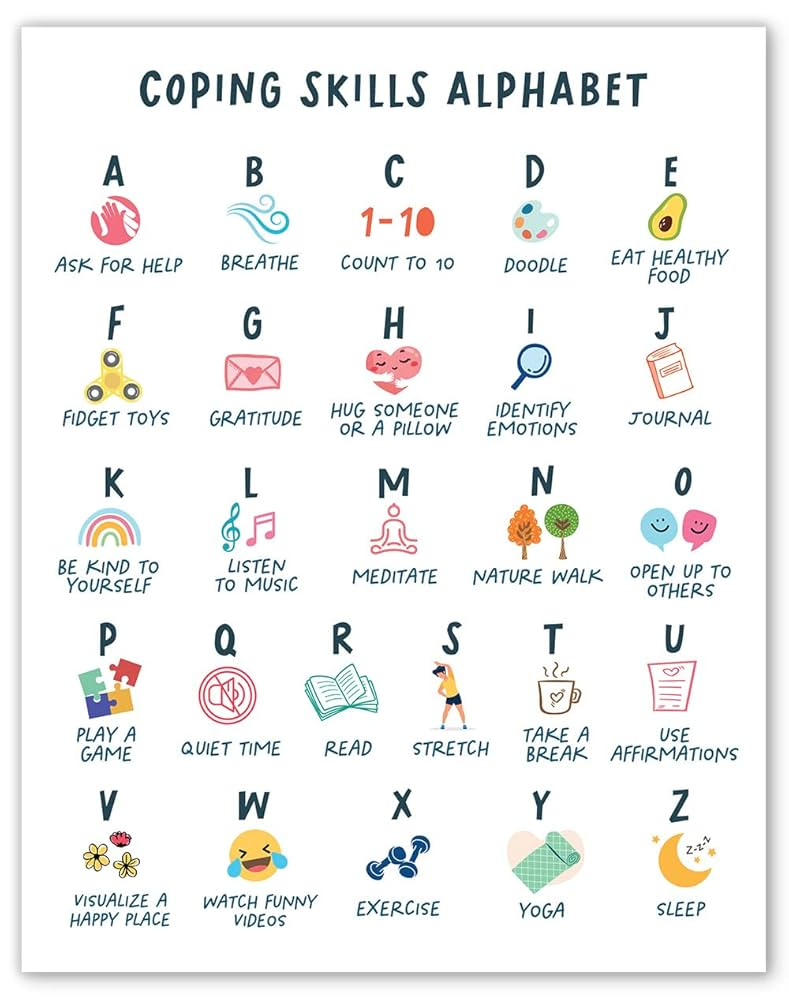 COPING SKILLS ALPHABET
A B C D E
1-10
ASK FOR HELP
BREATHE
COUNT TO 10
DOODLE
EAT HEALTHY
FOOD
F G H I J
FIDGET TOYS
GRATITUDE
HUG SOMEONE
OR A PILLOW
IDENTIFY
EMOTIONS
JOURNAL
K L M N O
BE KIND TO
YOURSELF
LISTEN
TO MUSIC
MEDITATE
NATURE WALK
OPEN UP TO
OTHERS
P Q R S T U
PLAY A
GAME
QUIET TIME
READ
STRETCH
TAKE A
BREAK
USE
AFFIRMATIONS
V W X Y Z
Z-Z-Z
VISUALIZE A
HAPPY PLACE
WATCH FUNNY
VIDEOS
EXERCISE
YOGA
SLEEP